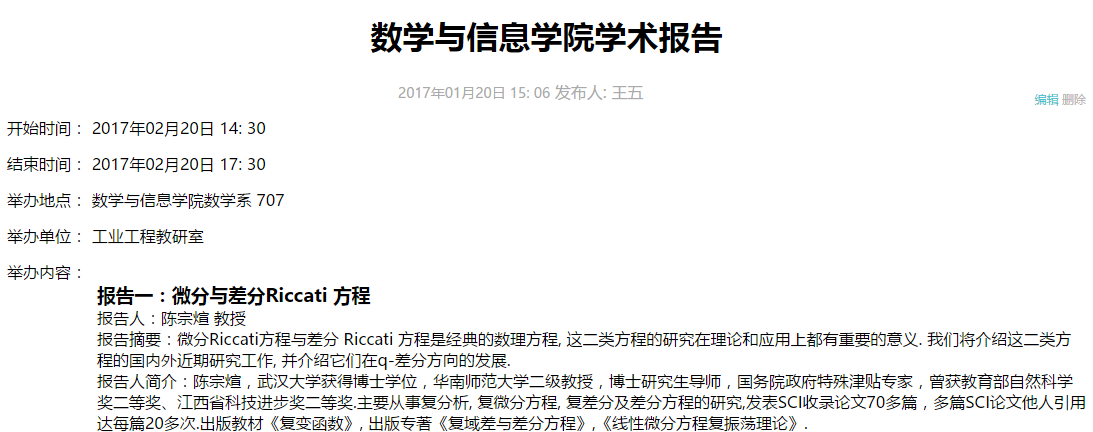 数学与信息学院学术报告
2017年01月20日 15: 06 发布人: 王五
编辑 删除
开始时间： 2017年02月20日 14: 30
结束时间： 2017年02月20日 17: 30
举办地点： 数学与信息学院数学系 707
举办单位： 工业工程教研室
举办内容：
报告一：微分与差分Riccati 方程
报告人：陈宗煊 教授
报告摘要：微分Riccati方程与差分 Riccati 方程是经典的数理方程, 这二类方程的研究在理论和应用上都有重要的意义. 我们将介绍这二类方
程的国内外近期研究工作, 并介绍它们在q-差分方向的发展.
报告人简介：陈宗煊，武汉大学获得博士学位，华南师范大学二级教授，博士研究生导师，国务院政府特殊津贴专家，曾获教育部自然科学
奖二等奖、江西省科技进步奖二等奖.主要从事复分析, 复微分方程, 复差分及差分方程的研究,发表SCI收录论文70多篇，多篇SCI论文他人引用
达每篇20多次.出版教材《复变函数》, 出版专著《复域差与差分方程》,《线性微分方程复振荡理论》.